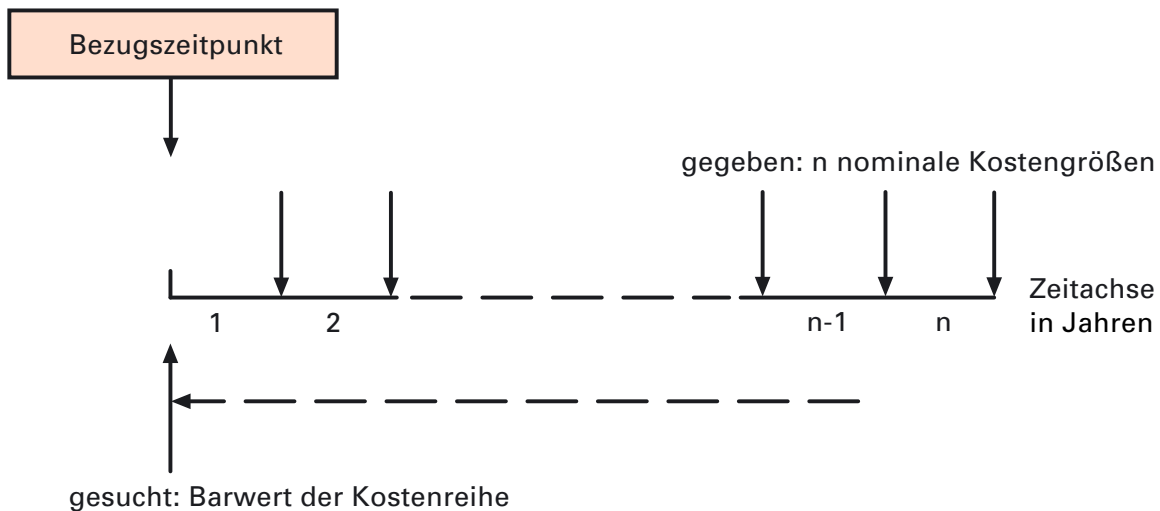 Bezugszeitpunkt
gegeben: n nominale Kostengrößen
1 2 n-1 n
Zeitachse
in Jahren
gesucht: Barwert der Kostenreihe